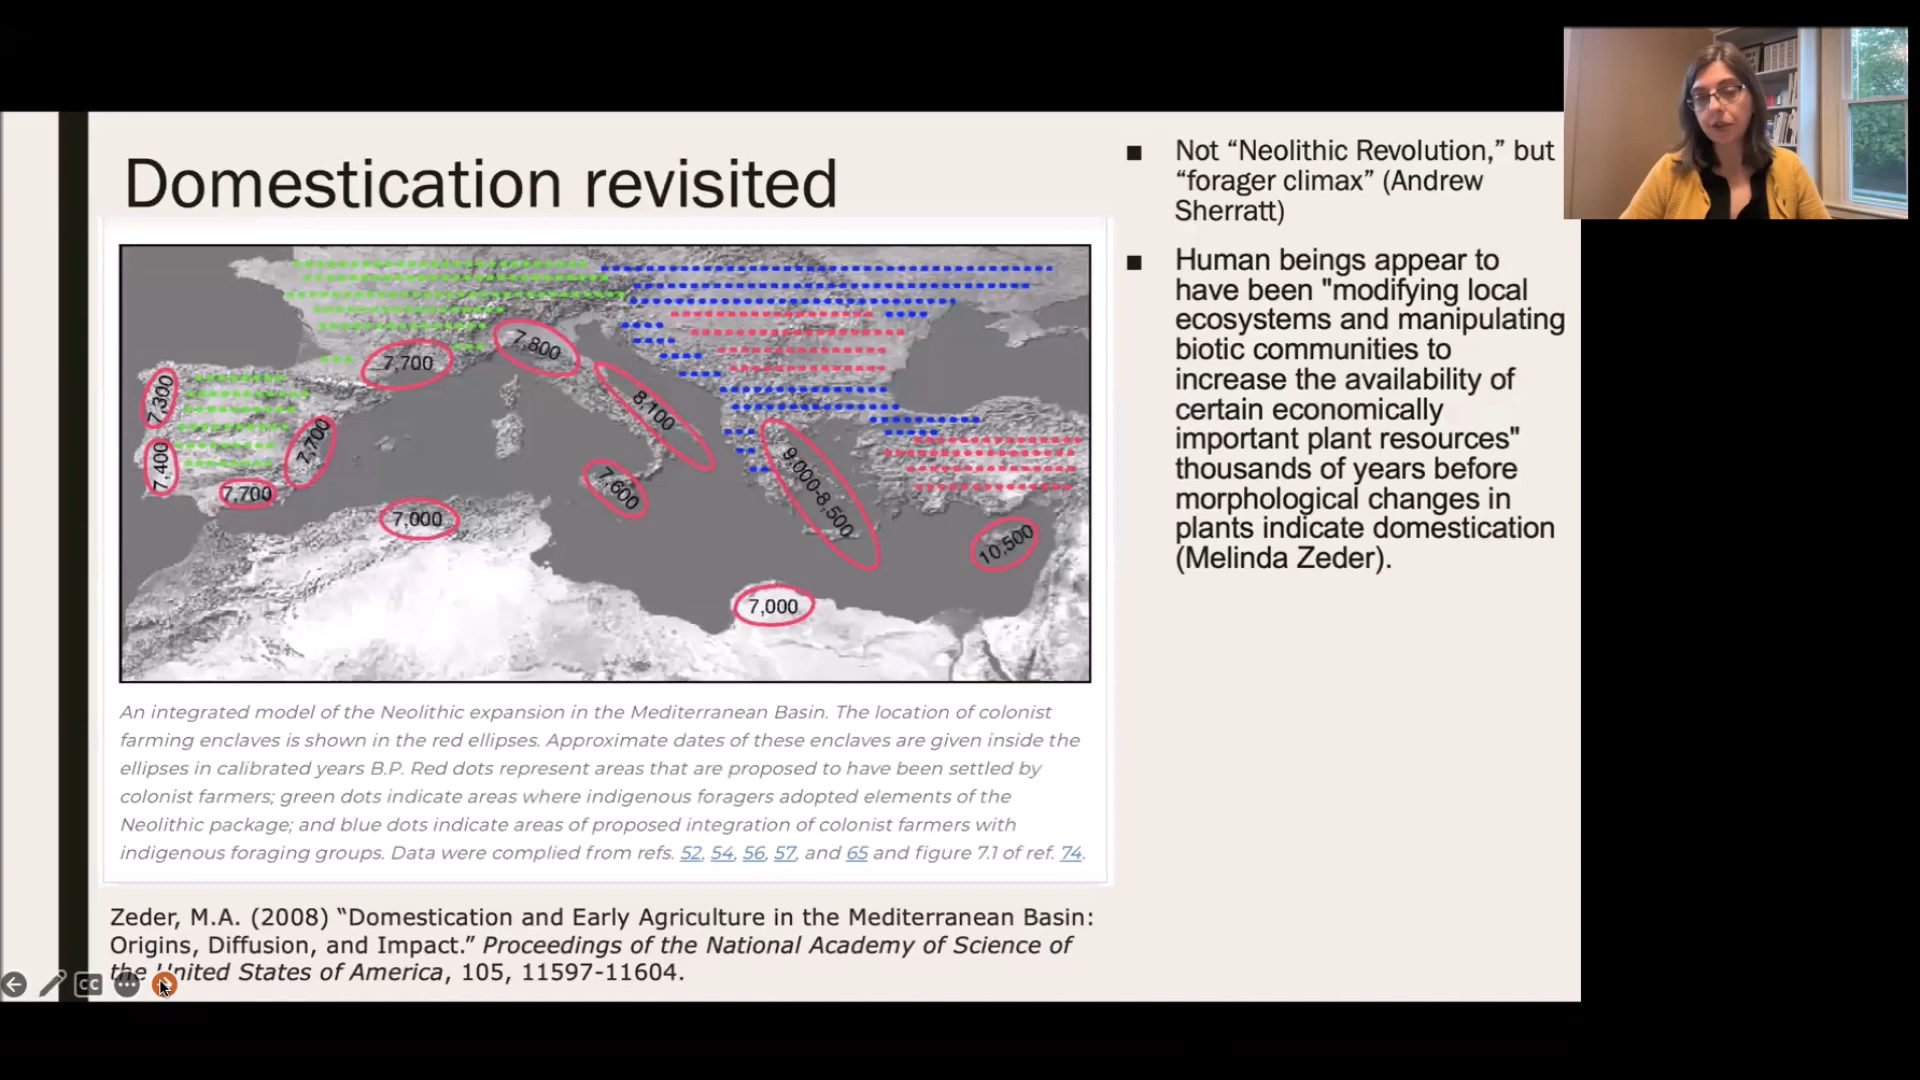 Domestication revisited
7,700
7,800
7,300
8,100
7,400
7,700
7,700
7,600
9,000-8,500
7,000
10,500
7,000
An integrated model of the Neolithic expansion in the Mediterranean Basin. The location of colonist
farming enclaves is shown in the red ellipses. Approximate dates of these enclaves are given inside the
ellipses in calibrated years B.P. Red dots represent areas that are proposed to have been settled by
colonist farmers; green dots indicate areas where indigenous foragers adopted elements of the
Neolithic package; and blue dots indicate areas of proposed integration of colonist farmers with
indigenous foraging groups. Data were complied from refs. 52, 54, 56, 57, and 65 and figure 7.1 of ref. 74.
Zeder, M.A. (2008) “Domestication and Early Agriculture in the Mediterranean Basin:
Origins, Diffusion, and Impact.” Proceedings of the National Academy of Science of
the United States of America, 105, 11597-11604.
■ Not “Neolithic Revolution,” but
“forager climax” (Andrew
Sherratt)
■ Human beings appear to
have been "modifying local
ecosystems and manipulating
biotic communities to
increase the availability of
certain economically
important plant resources"
thousands of years before
morphological changes in
plants indicate domestication
(Melinda Zeder).
CC